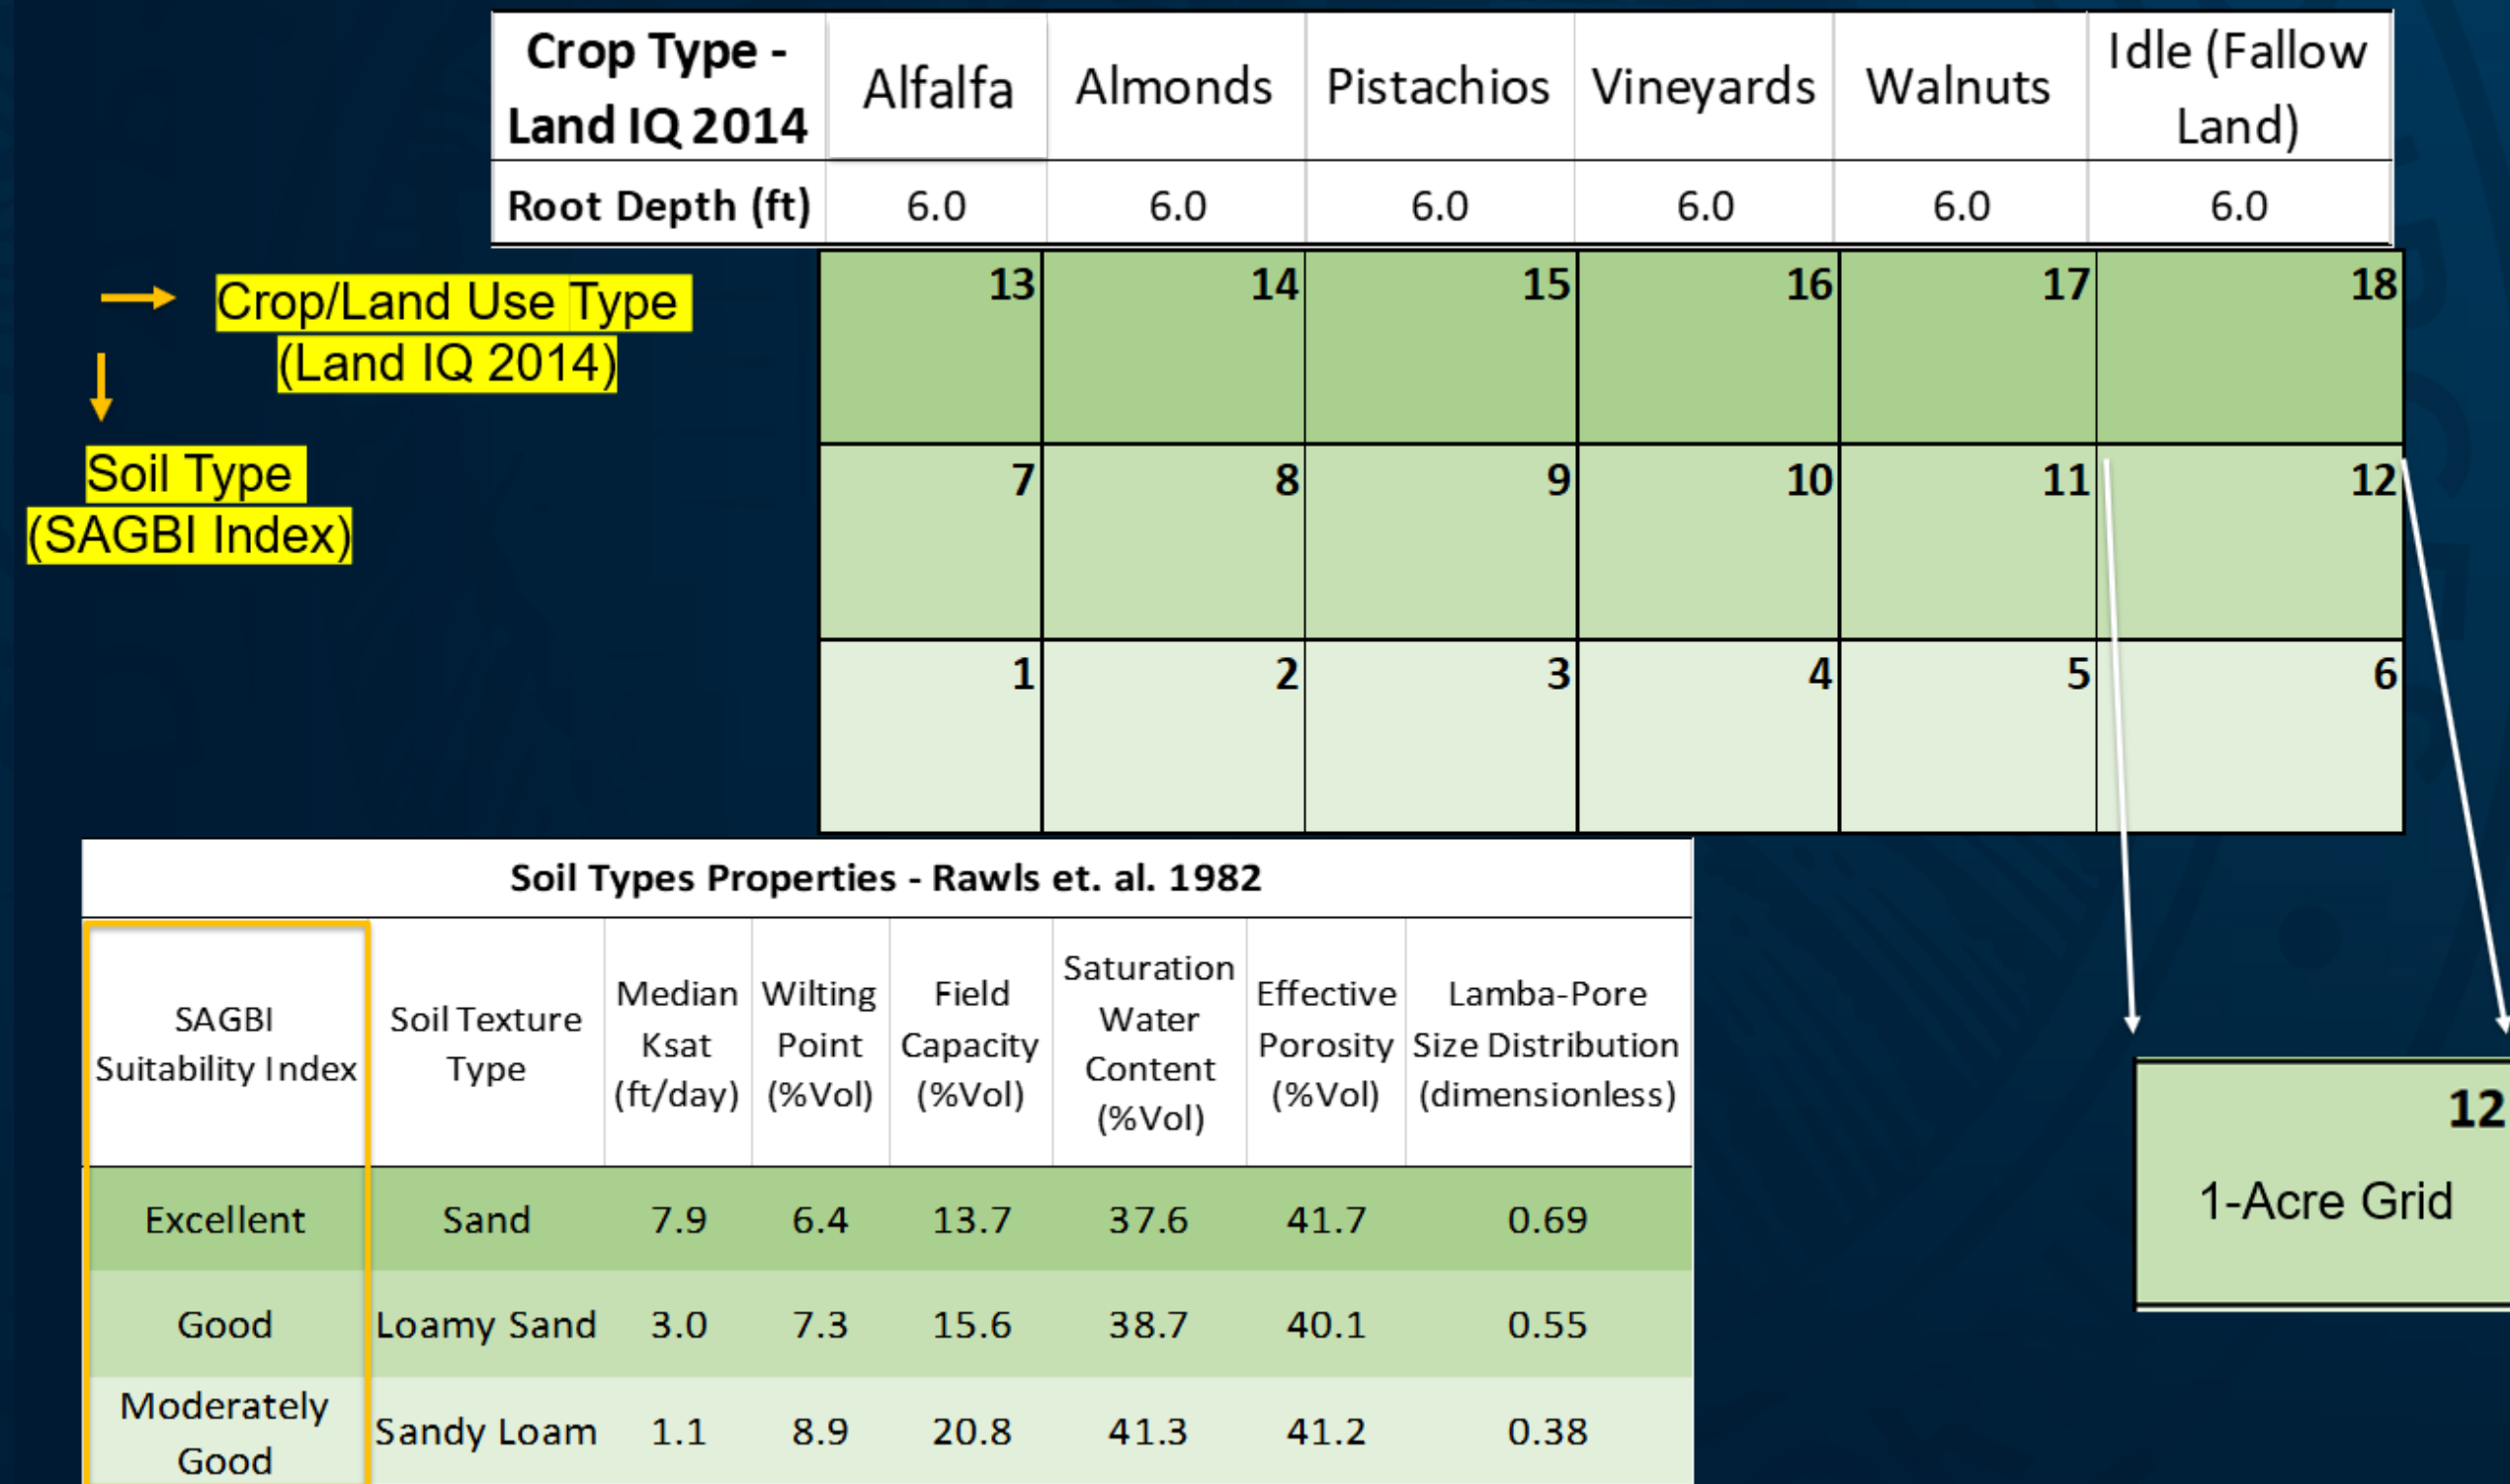 Crop Type -
Land IQ 2014
Alfalfa
Almonds
Pistachios
Vineyards
Walnuts
Idle (Fallow
Land)
Root Depth (ft) 6.0 6.0 6.0 6.0 6.0 6.0
Crop/Land Use Type
(Land IQ 2014)
Soil Type
(SAGBI Index)
13 14 15 16 17 18
7 8 9 10 11 12
1 2 3 4 5 6
Soil Types Properties - Rawls et. al. 1982
SAGBI
Suitability Index
Soil Texture
Type
Median
Ksat
(ft/day)
Wilting
Point
(%Vol)
Field
Capacity
(%Vol)
Saturation
Water
Content
(%Vol)
Effective
Porosity
(%Vol)
Lamba-Pore
Size Distribution
(dimensionless)
Excellent Sand 7.9 6.4 13.7 37.6 41.7 0.69
Good Loamy Sand 3.0 7.3 15.6 38.7 40.1 0.55
Moderately
Good
Sandy Loam 1.1 8.9 20.8 41.3 41.2 0.38
12
1-Acre Grid